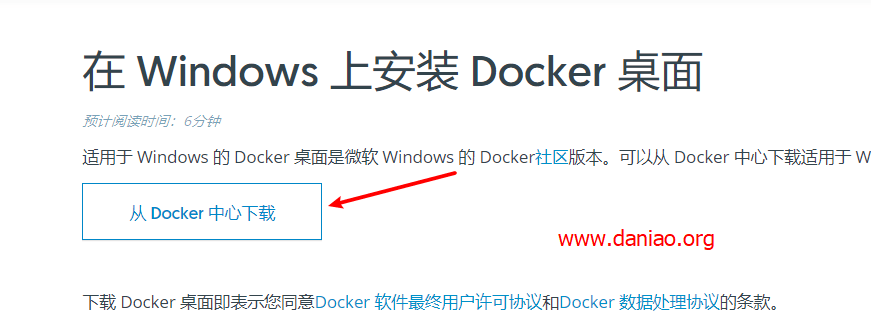 在 Windows 上安装 Docker 桌面
预计阅读时间：6分钟
适用于 Windows 的 Docker 桌面是微软 Windows 的 Docker社区版本。可以从 Docker 中心下载适用于 W
从 Docker 中心下载
www.daniao.org
下载 Docker 桌面即表示您同意Docker 软件最终用户许可协议和Docker 数据处理协议的条款。